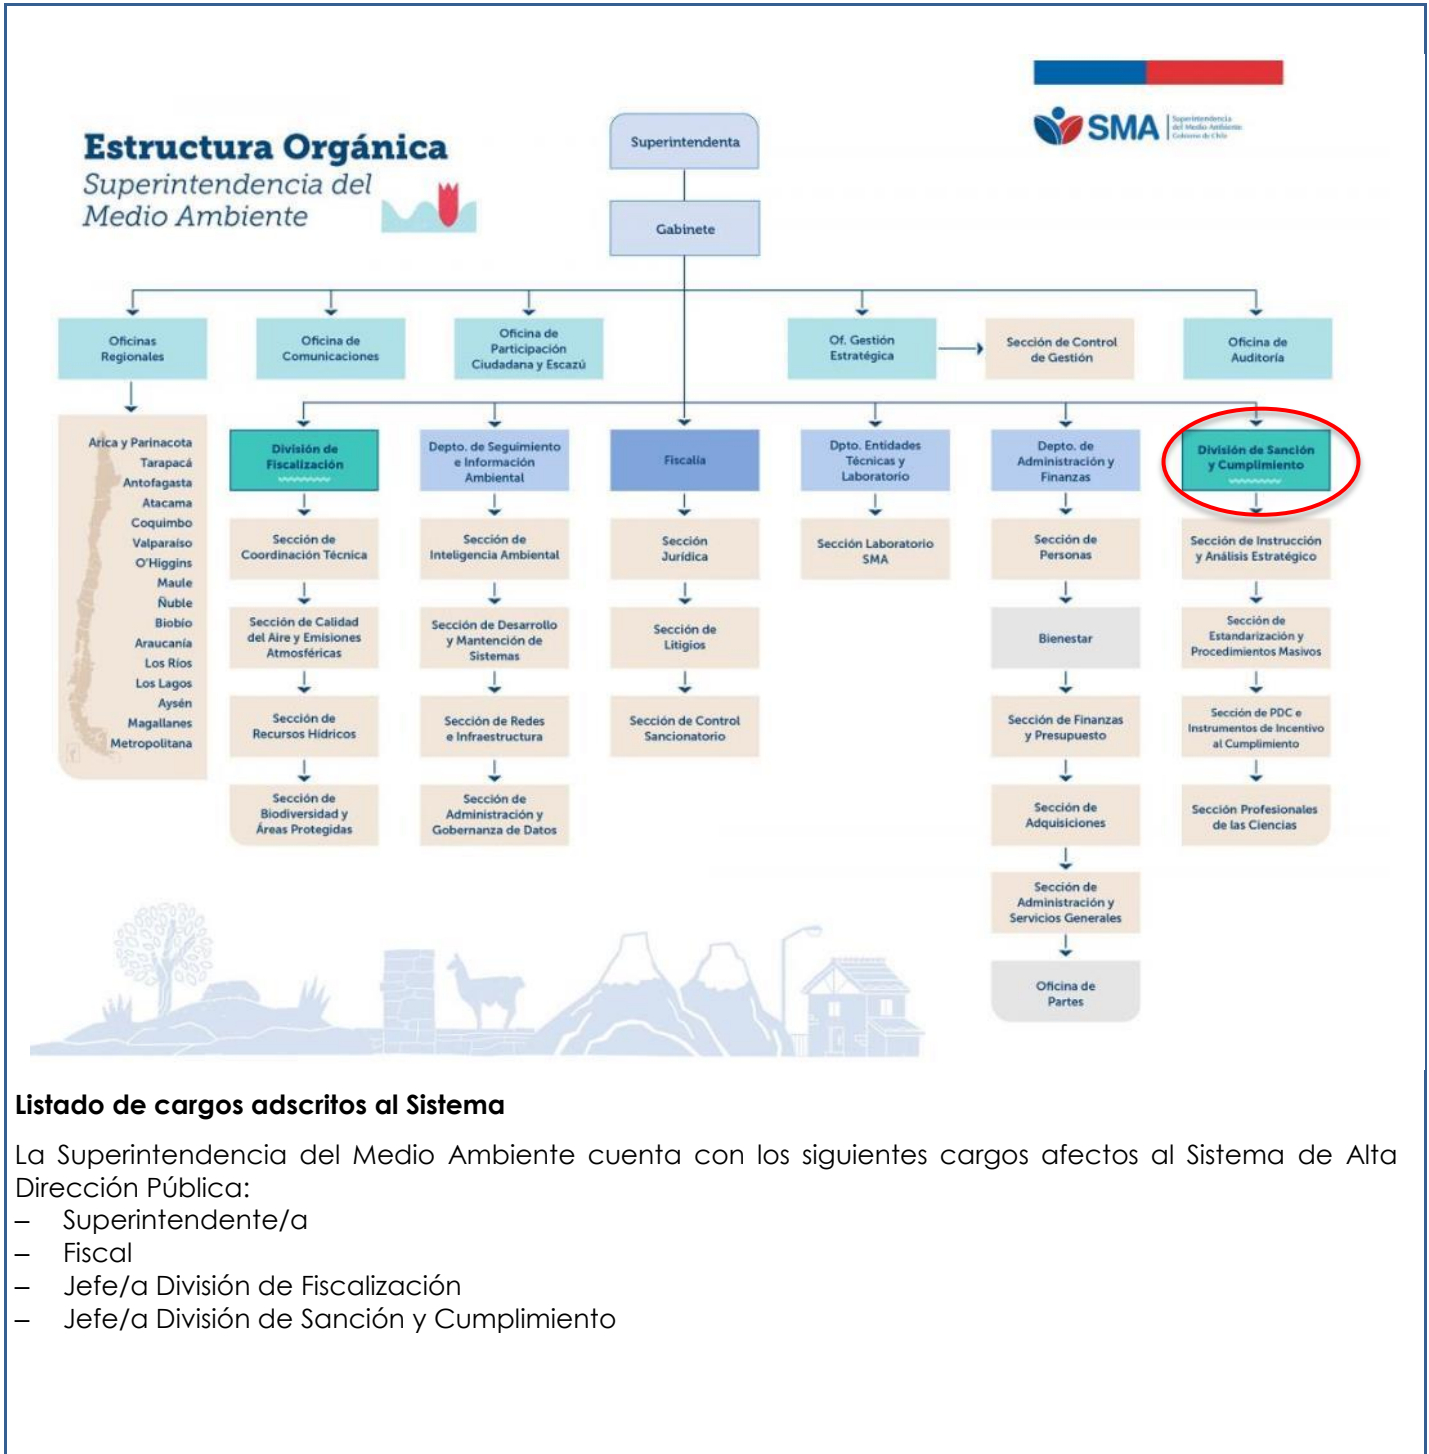 Estructura Orgánica
Superintendencia del
Medio Ambiente
SMA
Superintendencia
del Medio Ambiente
Gobierno de Chile
Superintendenta
Gabinete
Oficinas
Regionales
Oficina de
Comunicaciones
Oficina de
Participación
Ciudadana y Escazú
Of. Gestión
Estratégica
Sección de Control
de Gestión
Oficina de
Auditoría
Arica y Parinacota
Tarapacá
Antofagasta
Atacama
Coquimbo
Valparaíso
O'Higgins
Maule
Ñuble
Biobío
Araucanía
Los Ríos
Los Lagos
Aysén
Magallanes
Metropolitana
División de
Fiscalización
Sección de
Coordinación Técnica
Sección de Calidad
del Aire y Emisiones
Atmosféricas
Sección de
Recursos Hídricos
Sección de
Biodiversidad y
Áreas Protegidas
Depto. de Seguimiento
e Información
Ambiental
Sección de
Inteligencia Ambiental
Sección de Desarrollo
y Mantención de
Sistemas
Sección de Redes
e Infraestructura
Sección de
Administración y
Gobernanza de Datos
Fiscalía
Sección
Jurídica
Sección de
Litigios
Sección de Control
Sancionatorio
Dpto. Entidades
Técnicas y
Laboratorio
Sección Laboratorio
SMA
Depto. de
Administración y
Finanzas
Sección de
Personas
Bienestar
Sección de Finanzas
y Presupuesto
Sección de
Adquisiciones
Sección de
Administración y
Servicios Generales
Oficina de
Partes
División de Sanción
y Cumplimiento
Sección de Instrucción
y Análisis Estratégico
Sección de
Estandarización y
Procedimientos Masivos
Sección de PDC e
Instrumentos de Incentivo
al Cumplimiento
Sección Profesionales
de las Ciencias
Listado de cargos adscritos al Sistema
La Superintendencia del Medio Ambiente cuenta con los siguientes cargos afectos al Sistema de Alta
Dirección Pública:
– Superintendente/a
– Fiscal
– Jefe/a División de Fiscalización
– Jefe/a División de Sanción y Cumplimiento